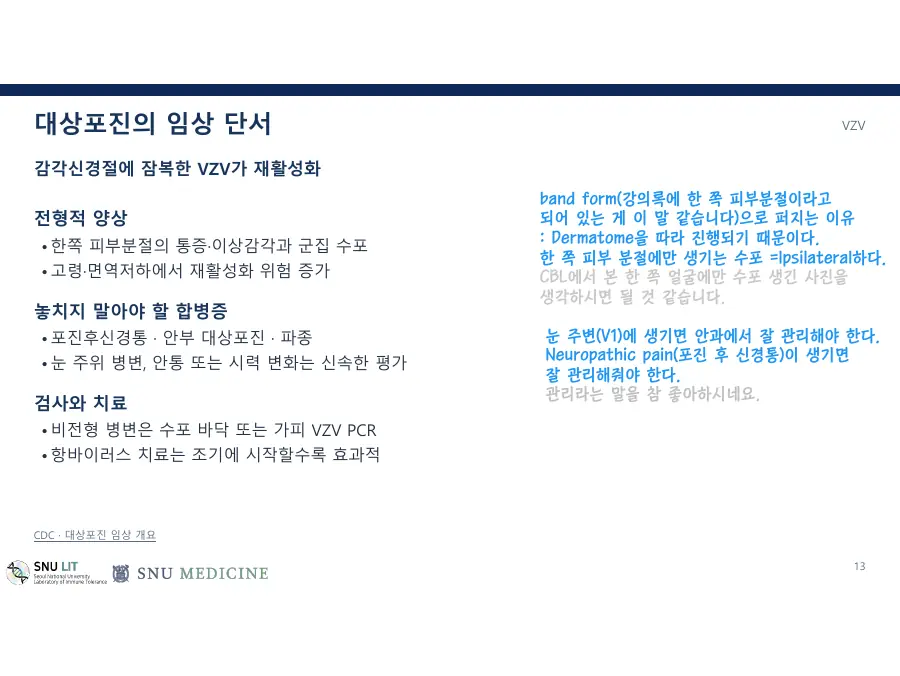 대상포진의 임상 단서
VZV
감각신경절에 잠복한 VZV가 재활성화
전형적 양상
• 한쪽 피부분절의 통증·이상감각과 군집 수포
• 고령·면역저하에서 재활성화 위험 증가
놓치지 말아야 할 합병증
• 포진후신경통 · 안부 대상포진 · 파종
• 눈 주위 병변, 안통 또는 시력 변화는 신속한 평가
검사와 치료
• 비전형 병변은 수포 바닥 또는 가피 VZV PCR
• 항바이러스 치료는 조기에 시작할수록 효과적
band form(강의록에 한 쪽 피부분절이라고
되어 있는 게 이 말 같습니다)으로 퍼지는 이유
: Dermatome을 따라 진행되기 때문이다.
한 쪽 피부 분절에만 생기는 수포 =Ipsilateral하다.
CBL에서 본 한 쪽 얼굴에만 수포 생긴 사진을
생각하시면 될 것 같습니다.
눈 주변(V1)에 생기면 안과에서 잘 관리해야 한다.
Neuropathic pain(포진 후 신경통)이 생기면
잘 관리해줘야 한다.
관리라는 말을 참 좋아하시네요.
CDC · 대상포진 임상 개요
SNU LIT
Seoul National University
Laboratory of Immune Tolerance
SNU MEDICINE
13